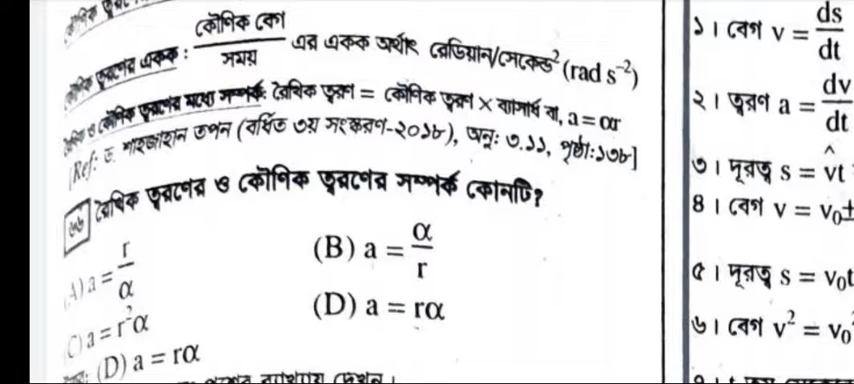 কৌণিক ত্বরণের একক : কৌণিক কোণ / সময় এর একক অর্থাৎ রেডিয়ান/সেকেন্ড² (rad s⁻²)
রৈখিক ও কৌণিক ত্বরণের মধ্যে সম্পর্ক: রৈখিক ত্বরণ = কৌণিক ত্বরণ × ব্যাসার্ধ বা, a = αr
[Ref: ড. শাহজাহান তপন (বর্ধিত ৩য় সংস্করণ-২০১৮), অনু: ৩.১১, পৃষ্ঠা:১৩৮]
৬৬ রৈখিক ত্বরণের ও কৌণিক ত্বরণের সম্পর্ক কোনটি?
(A) a = r/α
(B) a = α/r
(C) a = r²α
(D) a = rα
(D) a = rα
ব্যাখ্যায় দেখুন।
১। বেগ v = ds/dt
২। ত্বরণ a = dv/dt
৩। দূরত্ব s = v̂t
৪। বেগ v = v₀±
৫। দূরত্ব s = v₀t
৬। বেগ v² = v₀²